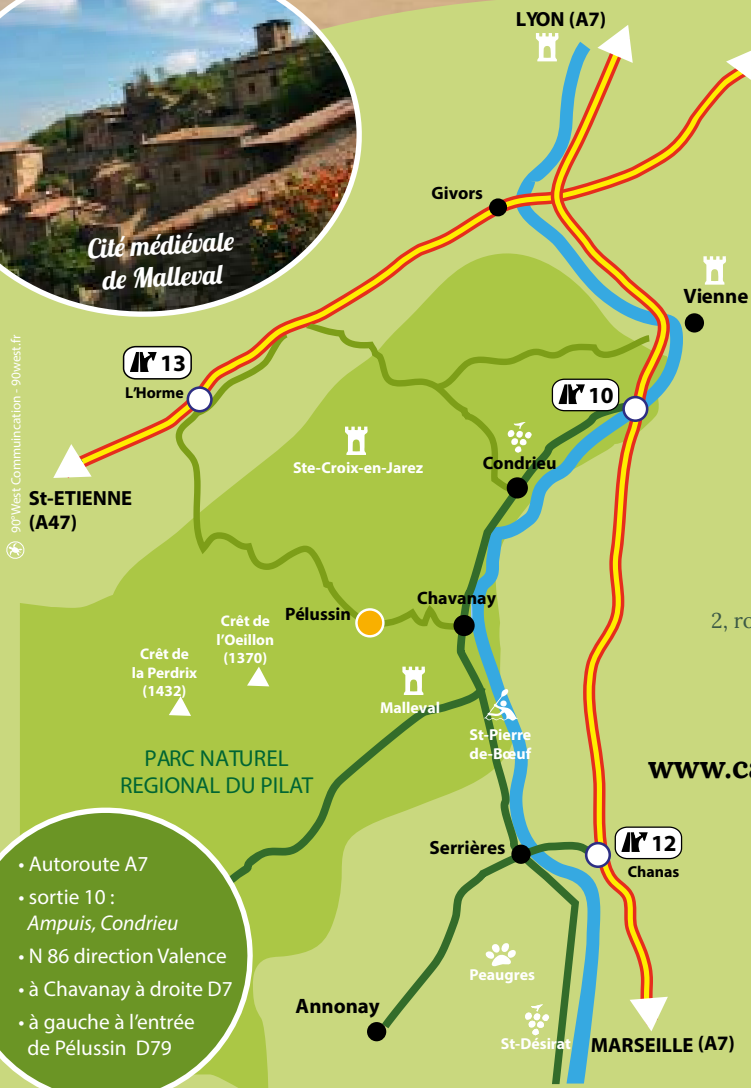 LYON (A7)
Givors
Cité médiévale
de Malleval
Vienne
13
L'Horme
10
Ste-Croix-en-Jarez
Condrieu
St-ETIENNE
(A47)
90°West Commuincation - 90west.fr
Chavanay
Pélussin
Crêt de
l'Oeillon
(1370)
Crêt de
la Perdrix
(1432)
2, ro
Malleval
St-Pierre
de-Bœuf
PARC NATUREL
REGIONAL DU PILAT
www.ca
Serrières
12
Chanas
• Autoroute A7
• sortie 10 :
Ampuis, Condrieu
• N 86 direction Valence
• à Chavanay à droite D7
• à gauche à l'entrée
de Pélussin D79
Peaugres
Annonay
St-Désirat
MARSEILLE (A7)